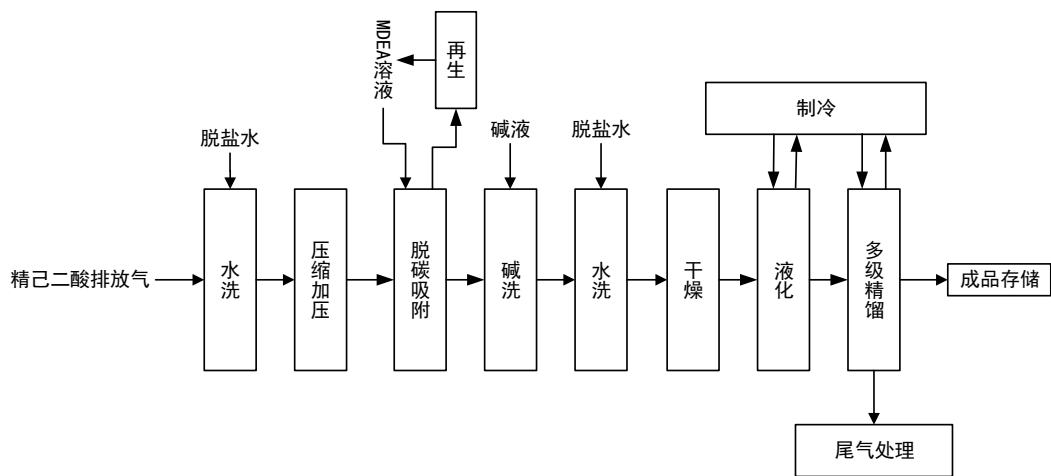 MDEA溶液
再生
制冷
脱盐水
碱液
脱盐水
精己二酸排放气
水洗
压缩加压
脱碳吸附
碱洗
水洗
干燥
液化
多级精馏
成品存储
尾气处理